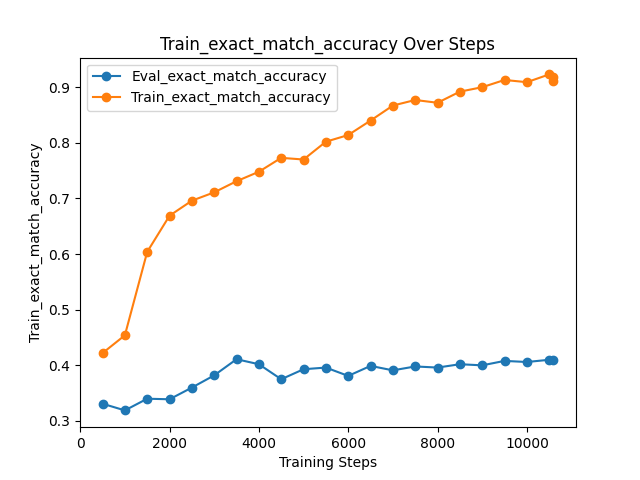 Train_exact_match_accuracy Over Steps
Eval_exact_match_accuracy
Train_exact_match_accuracy
Train_exact_match_accuracy
0.9
0.8
0.7
0.6
0.5
0.4
0.3
0 2000 4000 6000 8000 10000
Training Steps